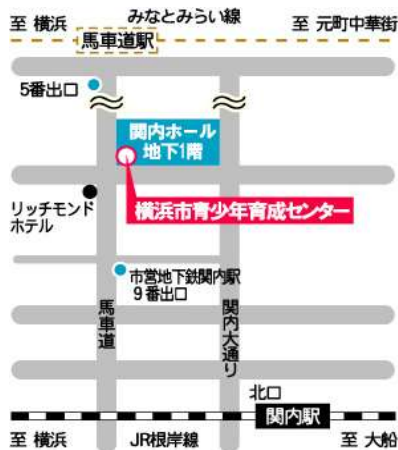 みなとみらい線
至 横浜
至 元町中華街
馬車道駅
5番出口
関内ホール
地下1階
横浜市青少年育成センター
リッチモンド
ホテル
市営地下鉄関内駅
9番出口
馬車道
関内大通り
北口
関内駅
至 横浜
JR根岸線
至 大船